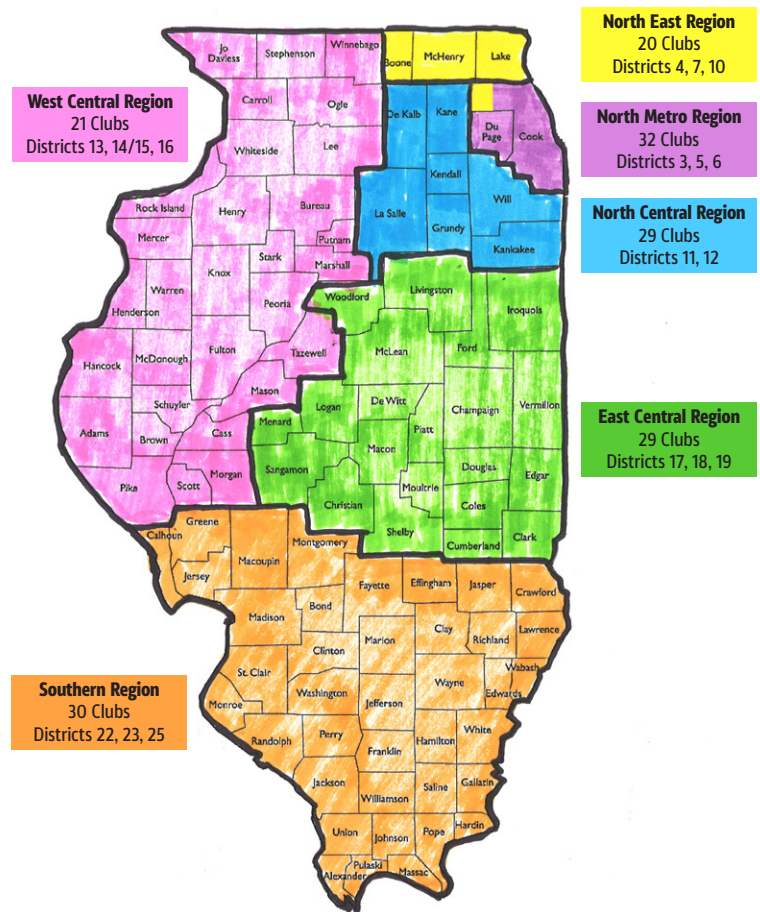 North East Region
20 Clubs
Districts 4, 7, 10
North Metro Region
32 Clubs
Districts 3, 5, 6
North Central Region
29 Clubs
Districts 11, 12
East Central Region
29 Clubs
Districts 17, 18, 19
West Central Region
21 Clubs
Districts 13, 14/15, 16
Southern Region
30 Clubs
Districts 22, 23, 25
Jo
Daviess
Stephenson
Winnebago
Boone
McHenry
Lake
Carroll
Ogle
De Kalb
Kane
Du
Page
Cook
Whiteside
Lee
Kendall
Will
Rock Island
Henry
Bureau
La Salle
Grundy
Mercer
Putnam
Kankakee
Stark
Marshall
Knox
Warren
Henderson
Peoria
Woodford
Livingston
Iroquois
Hancock
McDonough
Fulton
Tazewell
McLean
Ford
Mason
Schuyler
Logan
De Witt
Champaign
Vermilion
Adams
Brown
Cass
Menard
Piatt
Macon
Sangamon
Morgan
Scott
Pike
Douglas
Edgar
Moultrie
Christian
Coles
Shelby
Cumberland
Clark
Greene
Calhoun
Montgomery
Macoupin
Jersey
Fayette
Effingham
Jasper
Crawford
Bond
Madison
Clay
Richland
Lawrence
Marion
Clinton
Wabash
St. Clair
Wayne
Edwards
Washington
Jefferson
Monroe
White
Randolph
Perry
Hamilton
Franklin
Jackson
Saline
Gallatin
Williamson
Union
Johnson
Pope
Hardin
Pulaski
Alexander
Massac